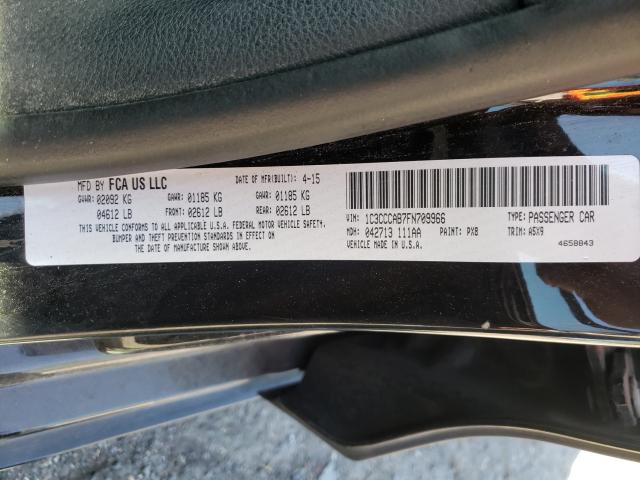 MFD BY FCA US LLC DATE OF MFR(BUILT): 4-15
GVWR: 02092 KG GAWR: 01185 KG GAWR: 01185 KG
04612 LB FRONT: 02612 LB REAR: 02612 LB
THIS VEHICLE CONFORMS TO ALL APPLICABLE U.S.A. FEDERAL MOTOR VEHICLE SAFETY,
BUMPER AND THEFT PREVENTION STANDARDS IN EFFECT ON
THE DATE OF MANUFACTURE SHOWN ABOVE.
VIN: 1C3CCCAB7FN709966 TYPE: PASSENGER CAR
MDH: 042713 111AA PAINT: PX8 TRIM: A5X9
VEHICLE MADE IN U.S.A. 4658843